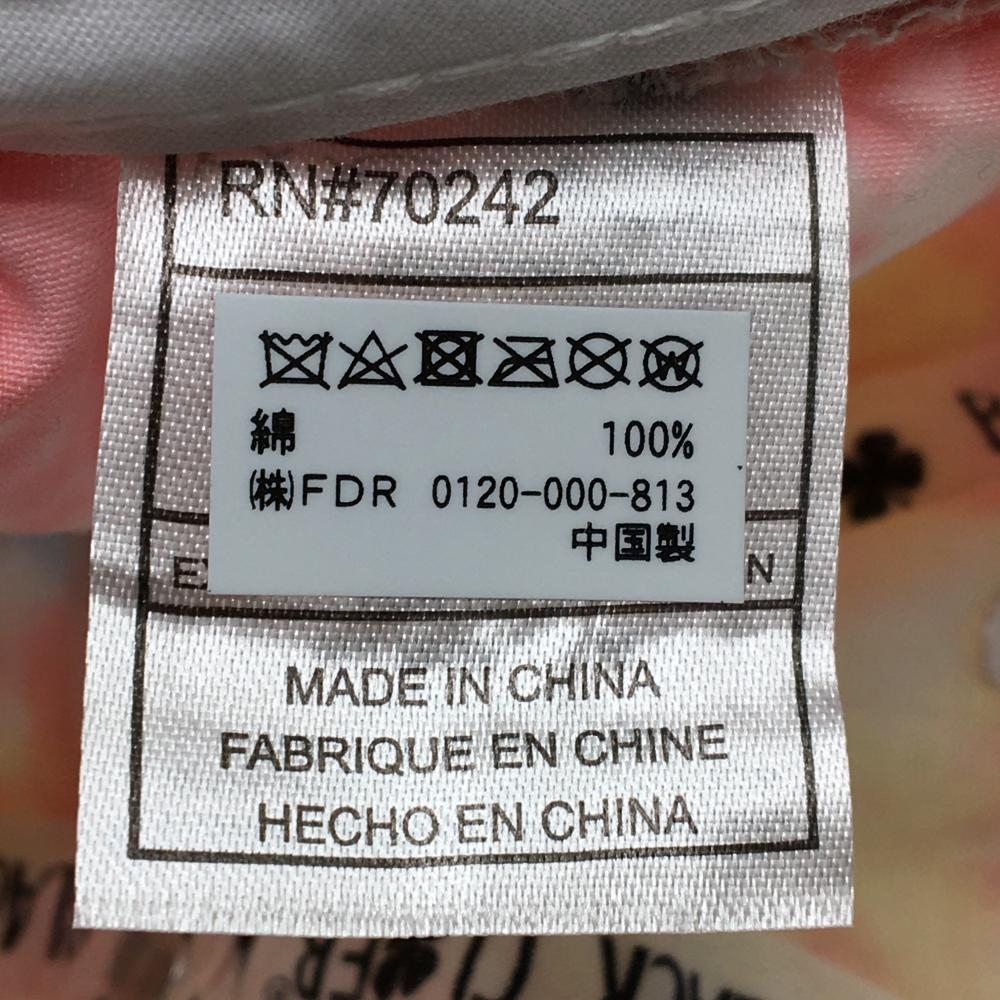 RN#70242
綿 100%
㈱FDR 0120-000-813
中国製
MADE IN CHINA
FABRIQUE EN CHINE
HECHO EN CHINA